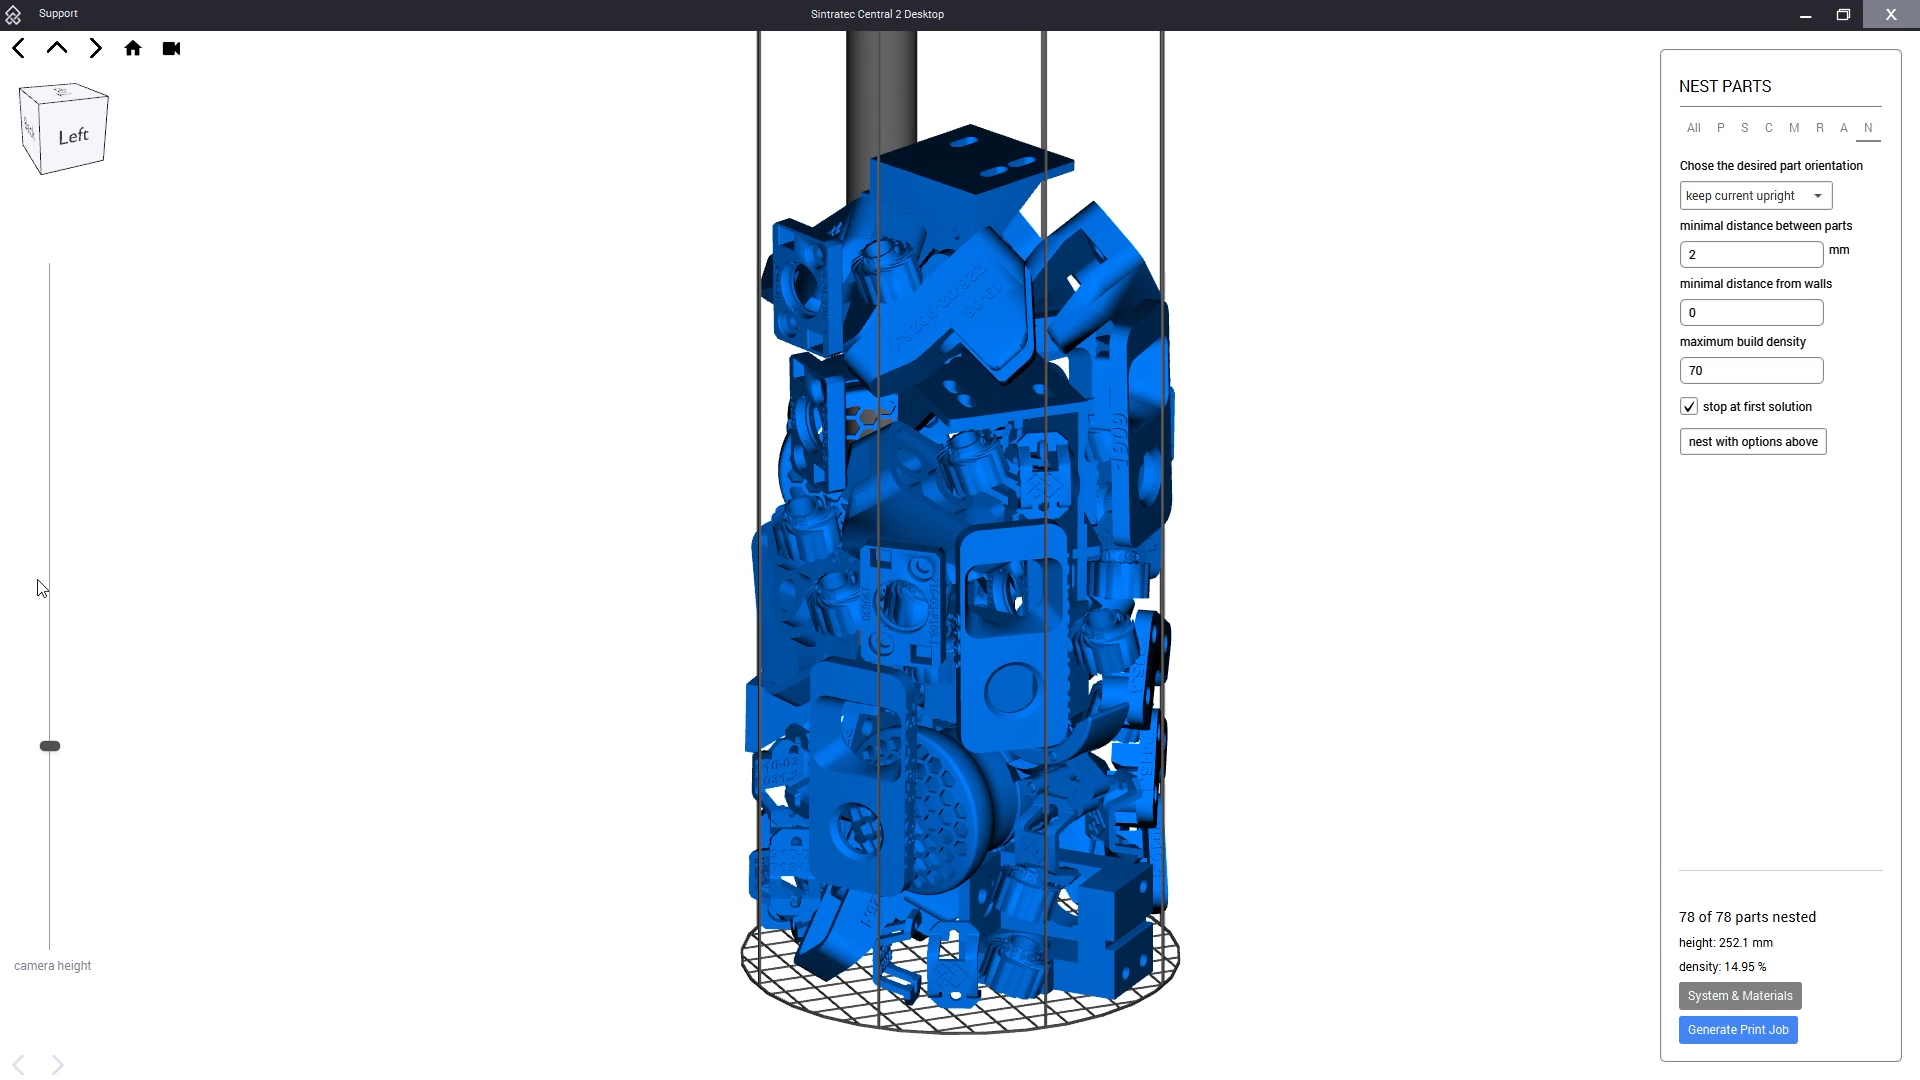 Support
Sintratec Central 2 Desktop
X
Left
NEST PARTS
All P S C M R A N
Chose the desired part orientation
keep current upright
minimal distance between parts
2 mm
minimal distance from walls
0
maximum build density
70
stop at first solution
nest with options above
camera height
78 of 78 parts nested
height: 252.1 mm
density: 14.95 %
System & Materials
Generate Print Job